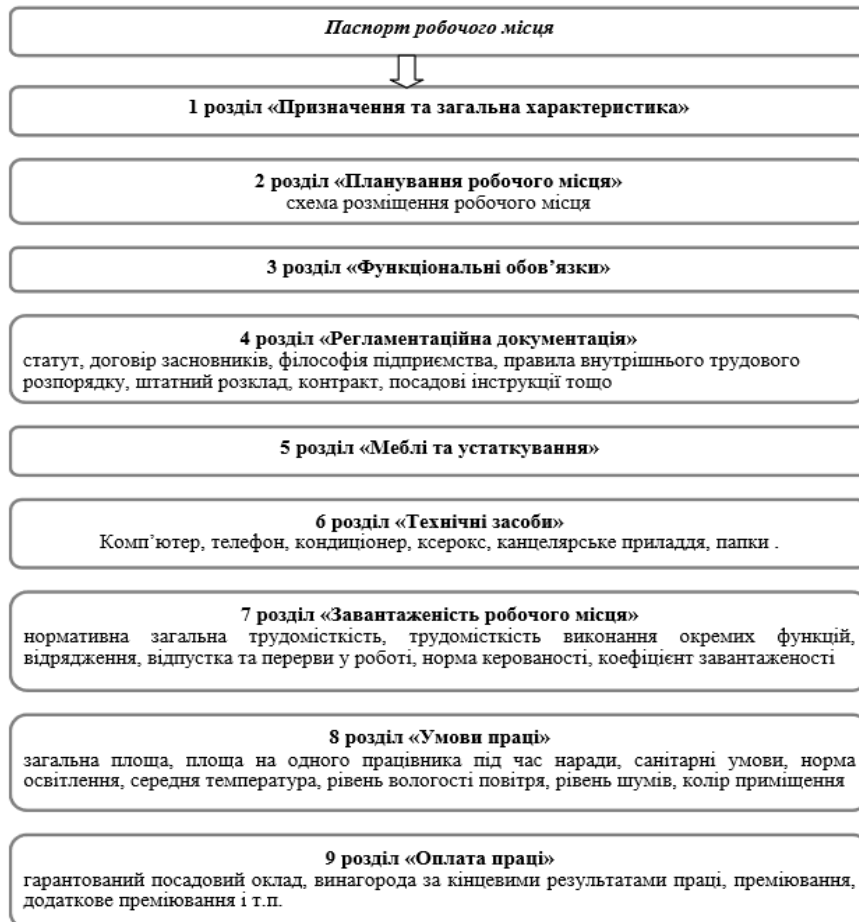 Паспорт робочого місця
1 розділ «Призначення та загальна характеристика»
2 розділ «Планування робочого місця»
схема розміщення робочого місця
3 розділ «Функціональні обов’язки»
4 розділ «Регламентаційна документація»
статут, договір засновників, філософія підприємства, правила внутрішнього трудового
розпорядку, штатний розклад, контракт, посадові інструкції тощо
5 розділ «Меблі та устаткування»
6 розділ «Технічні засоби»
Комп’ютер, телефон, кондиціонер, ксерокс, канцелярське приладдя, папки .
7 розділ «Завантаженість робочого місця»
нормативна загальна трудомісткість, трудомісткість виконання окремих функцій,
відрядження, відпустка та перерви у роботі, норма керованості, коефіцієнт завантаженості
8 розділ «Умови праці»
загальна площа, площа на одного працівника під час наради, санітарні умови, норма
освітлення, середня температура, рівень вологості повітря, рівень шумів, колір приміщення
9 розділ «Оплата праці»
гарантований посадовий оклад, винагорода за кінцевими результатами праці, преміювання,
додаткове преміювання і т.п.